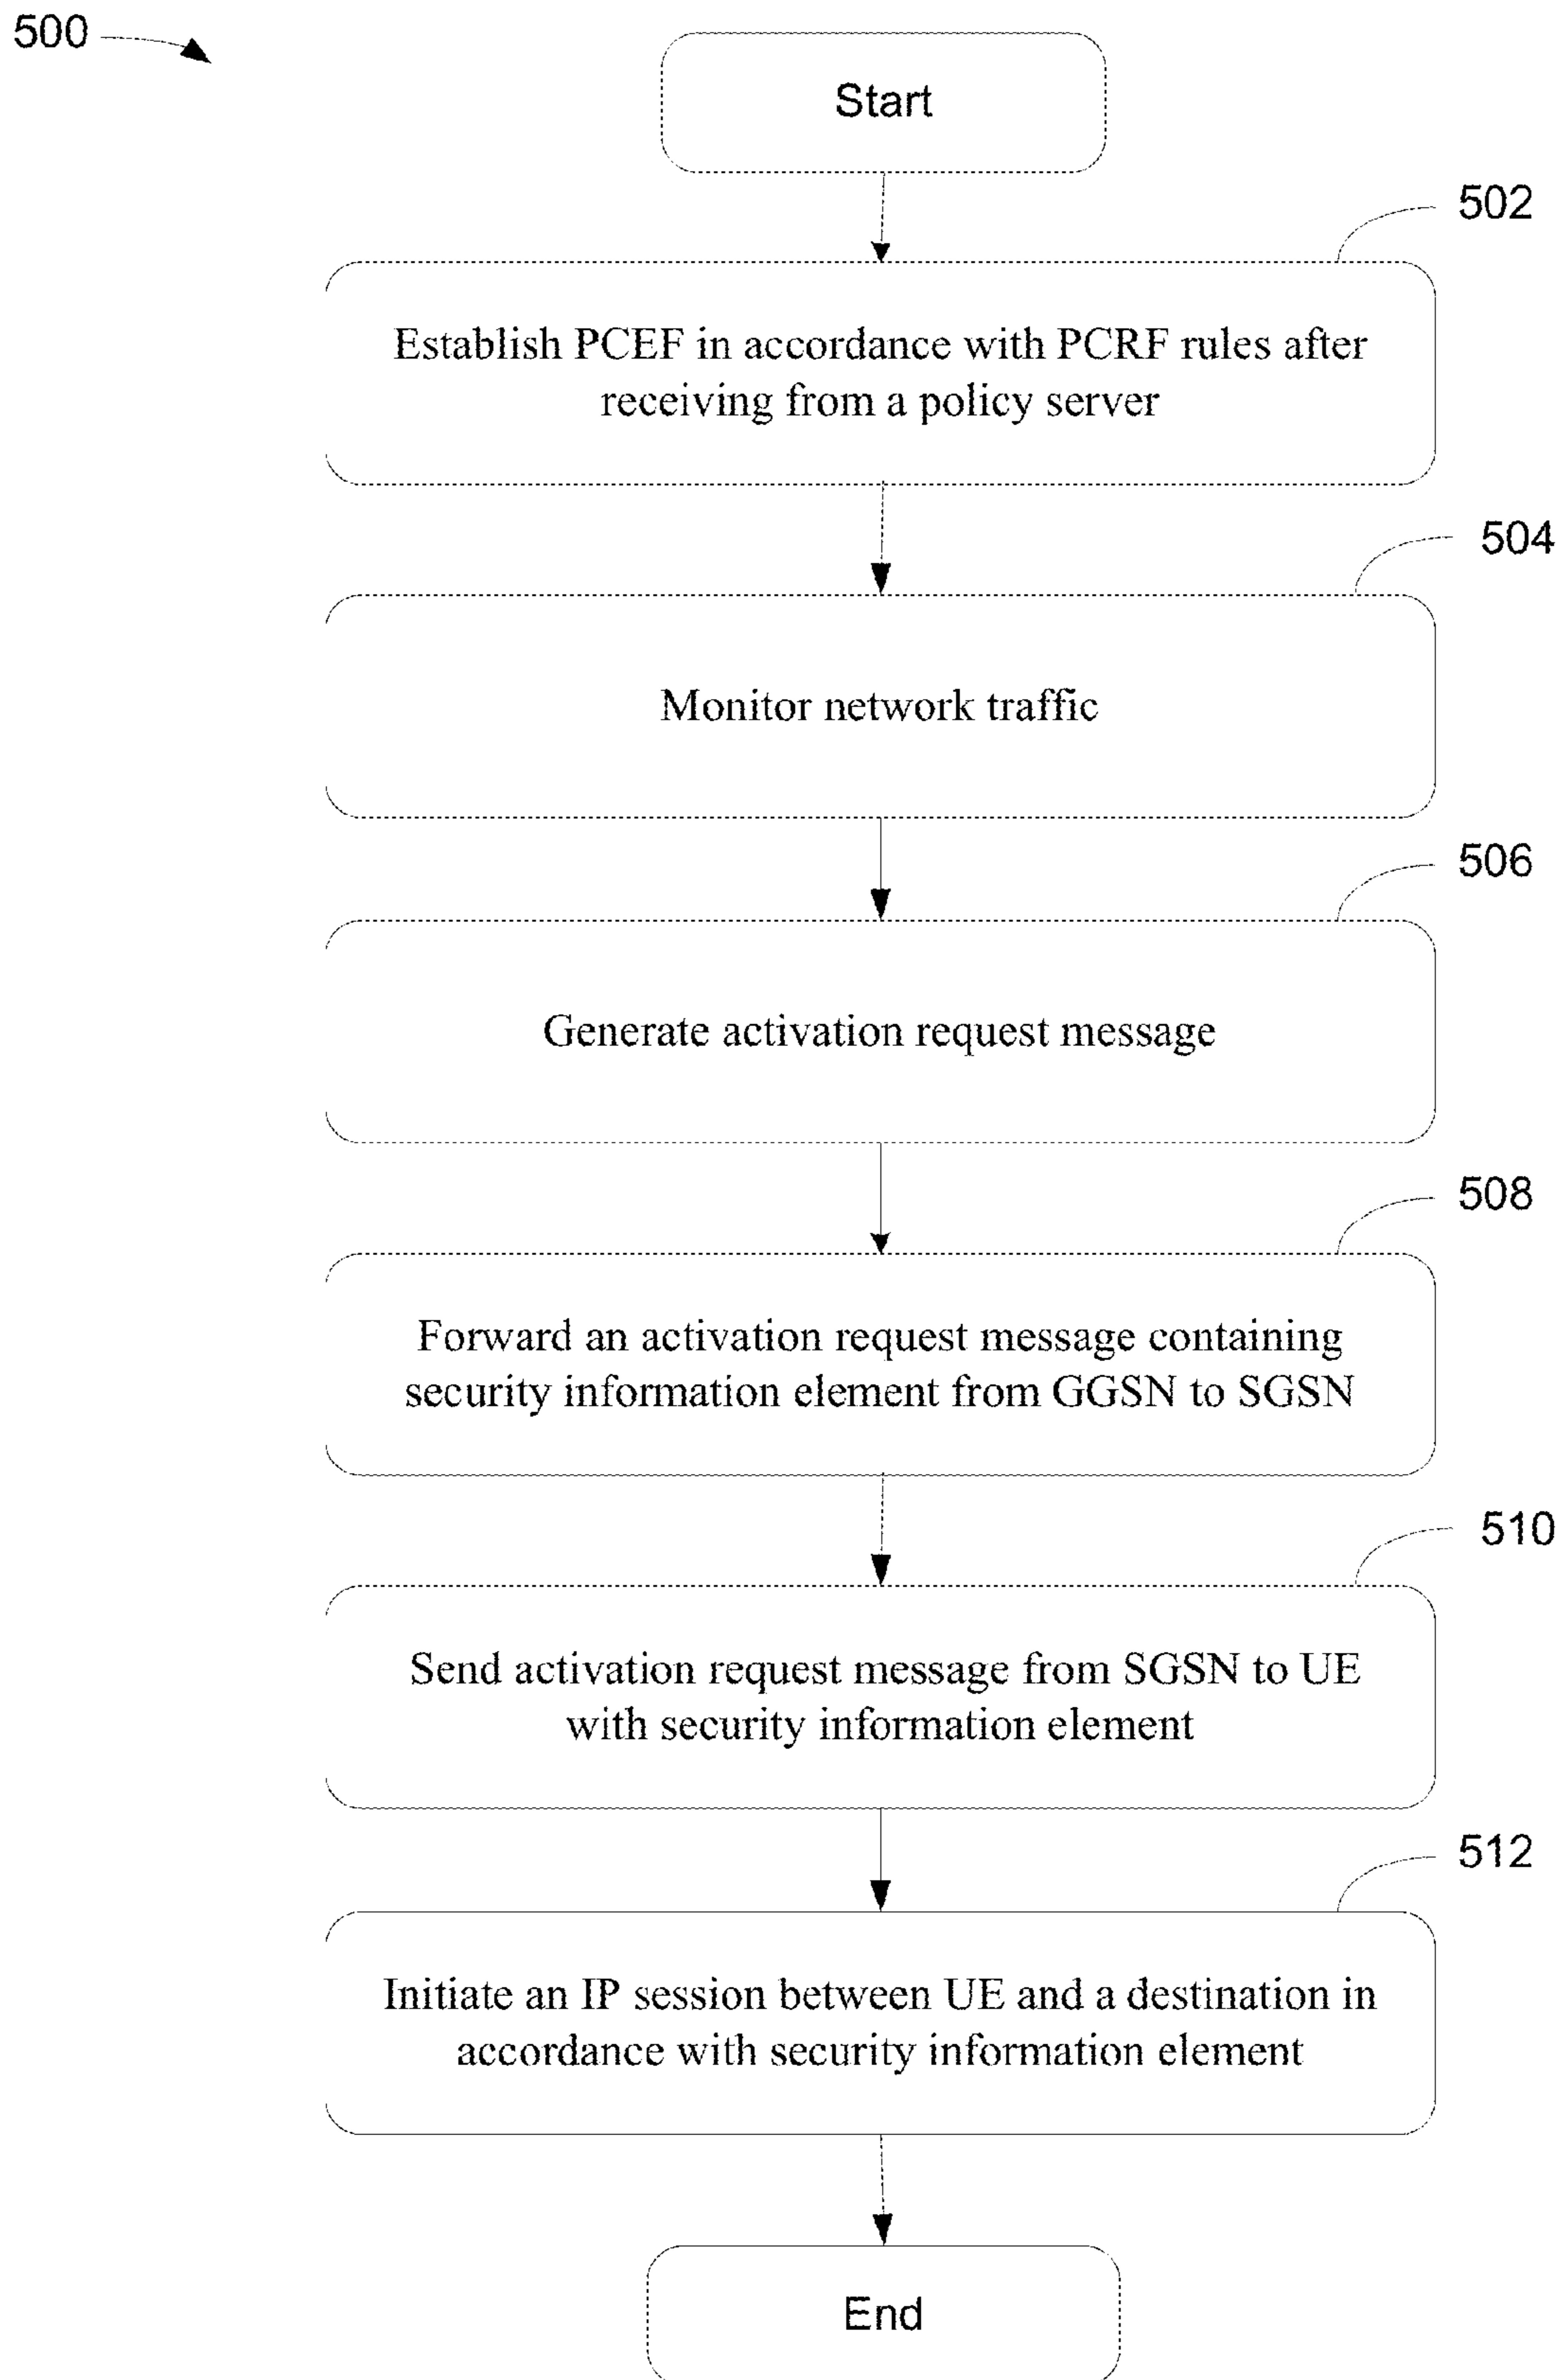 500
Start
502
Establish PCEF in accordance with PCRF rules after
receiving from a policy server
504
Monitor network traffic
506
Generate activation request message
508
Forward an activation request message containing
security information element from GGSN to SGSN
510
Send activation request message from SGSN to UE
with security information element
512
Initiate an IP session between UE and a destination in
accordance with security information element
End